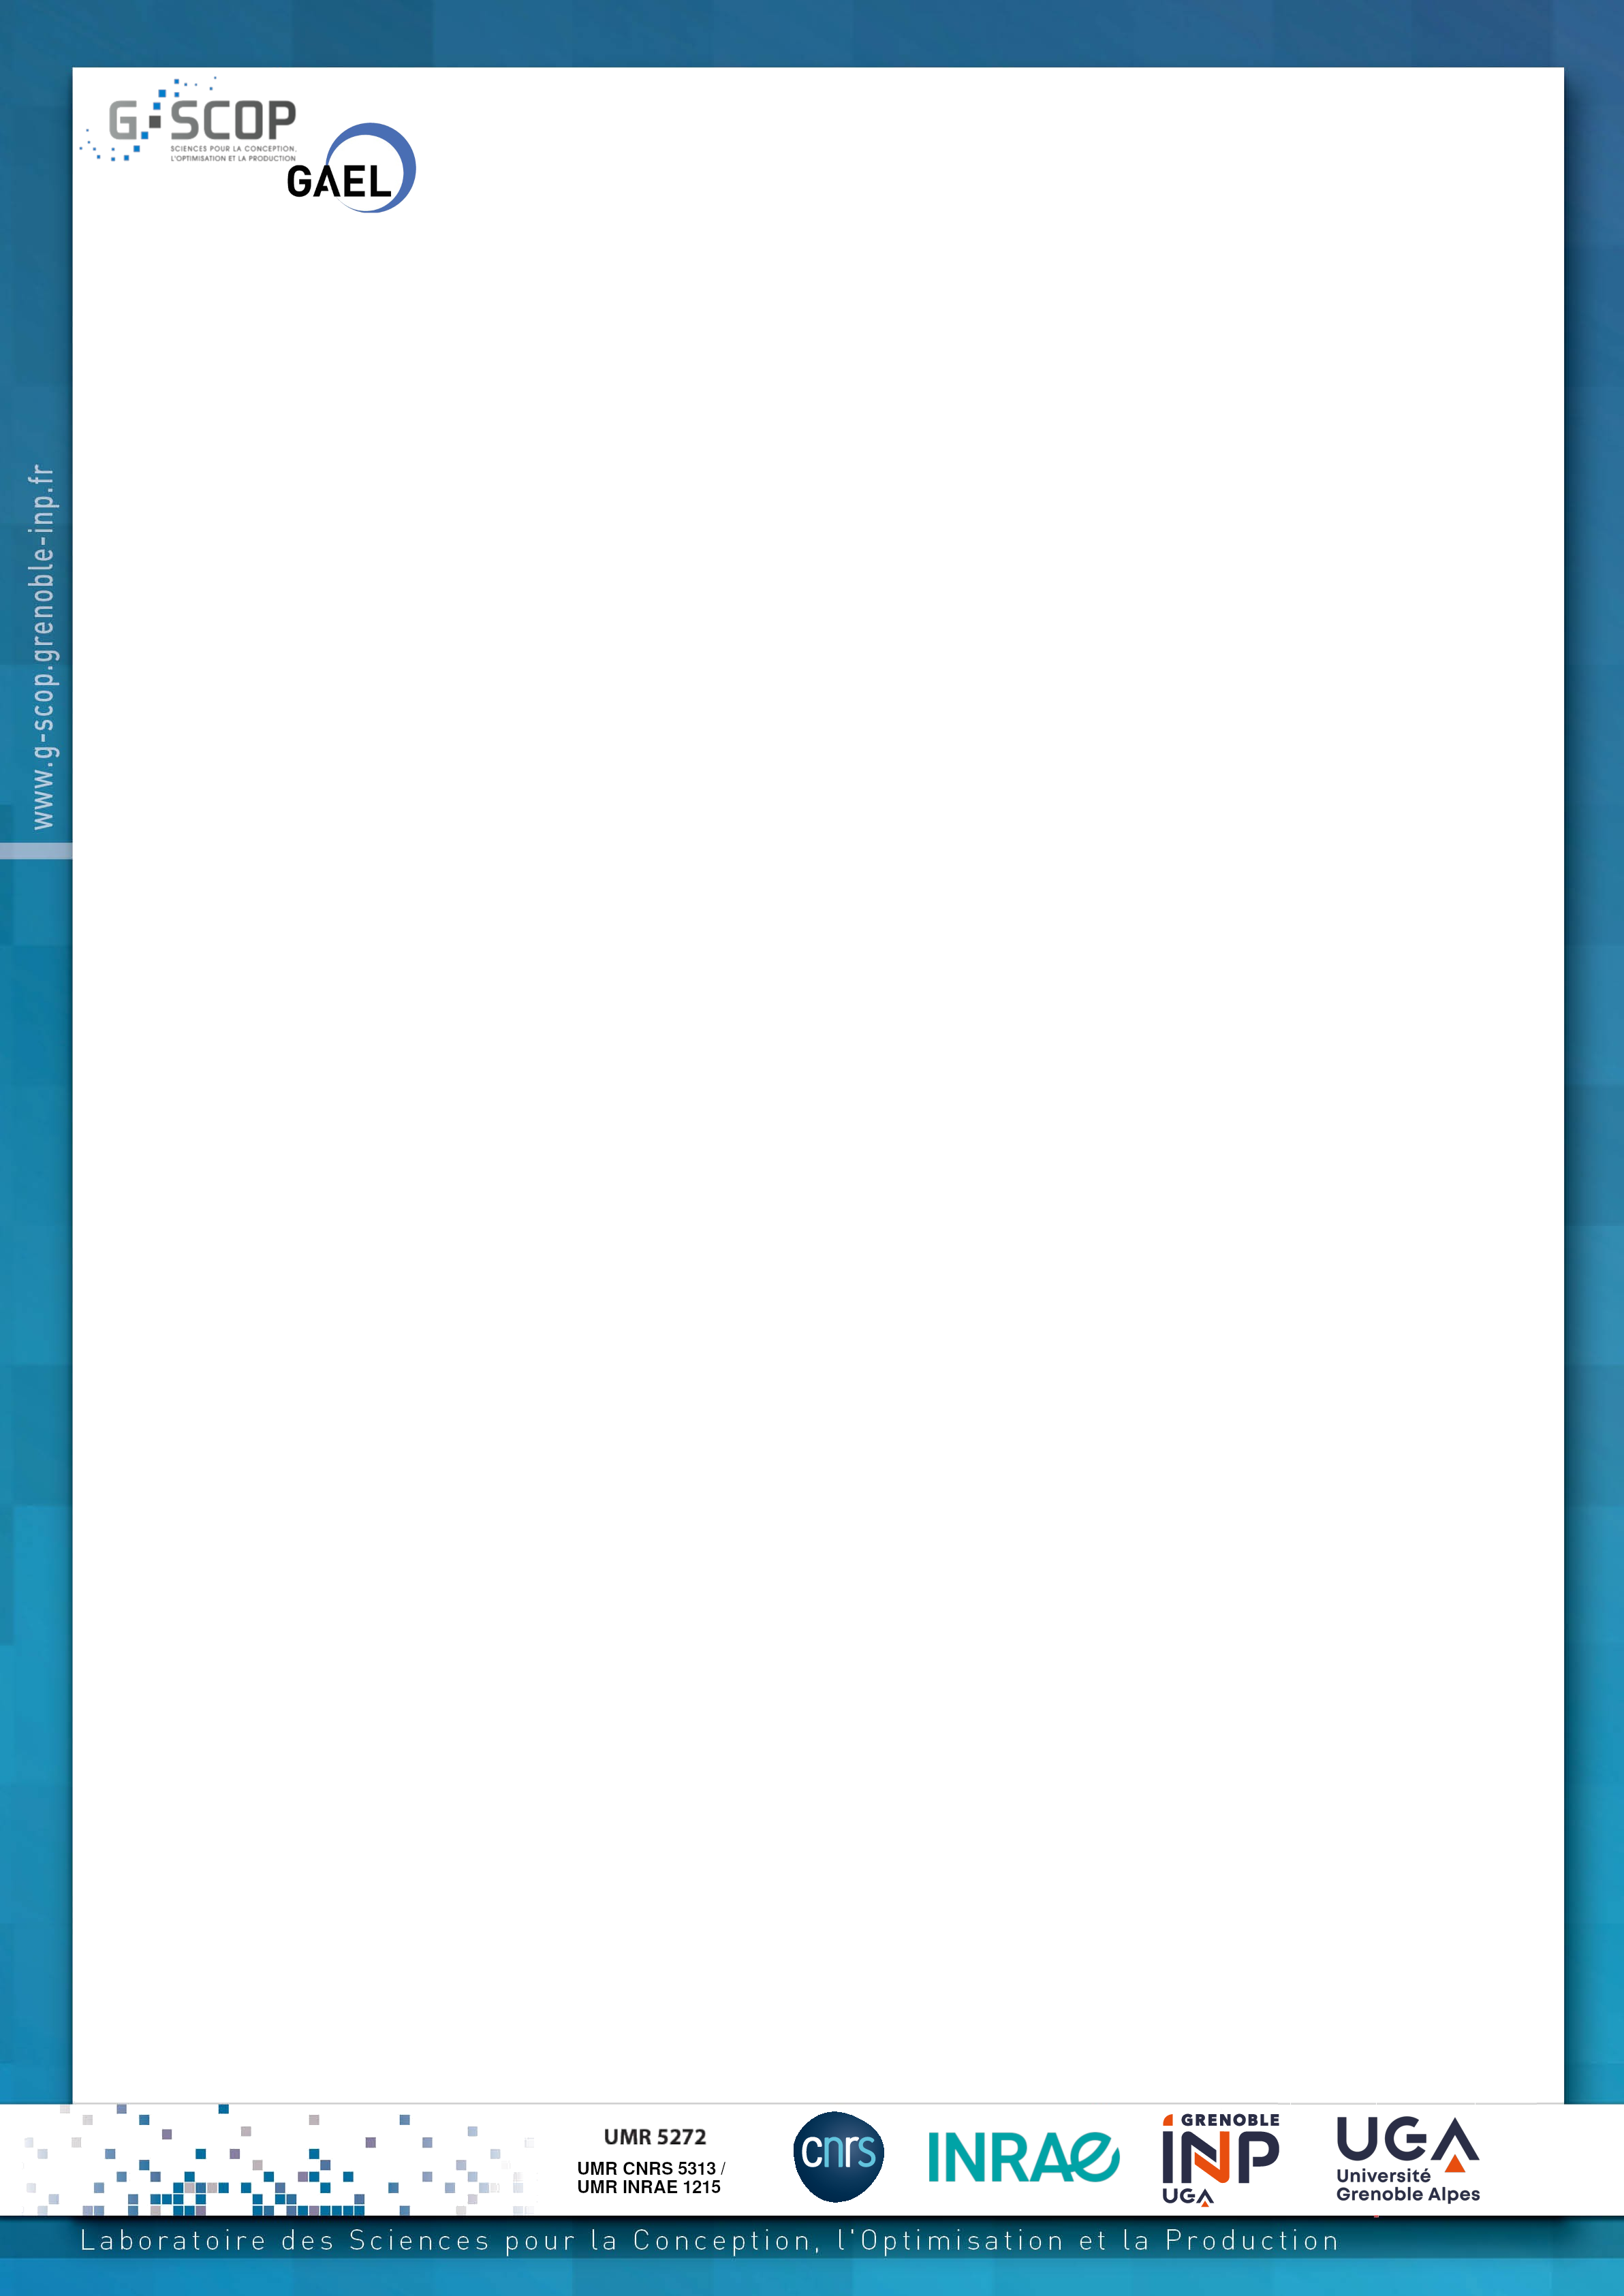 G SCOP
SCIENCES POUR LA CONCEPTION,
L'OPTIMISATION ET LA PRODUCTION
GAEL
www.g-scop.grenoble-inp.fr
UMR 5272
UMR CNRS 5313 /
UMR INRAE 1215
cnrs
INRAE
GRENOBLE
INP
UGA
UGA
Université
Grenoble Alpes
Laboratoire des Sciences pour la Conception, l'Optimisation et la Production